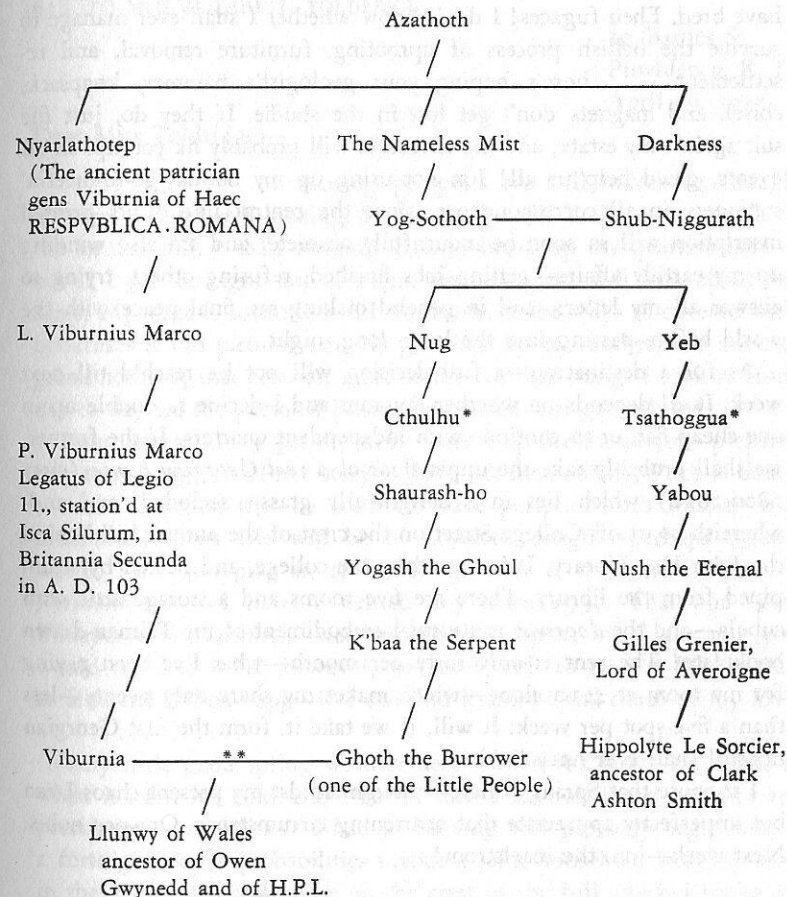 Azathoth
Nyarlathotep
(The ancient patrician
gens Viburnia of Haec
RESPVBLICA.ROMANA)
The Nameless Mist
Darkness
Yog-Sothoth
Shub-Niggurath
L. Viburnius Marco
Nug
Yeb
Cthulhu*
Tsathoggua*
P. Viburnius Marco
Legatus of Legio
11., station'd at
Isca Silurum, in
Britannia Secunda
in A. D. 103
Shaurash-ho
Yabou
Yogash the Ghoul
Nush the Eternal
K'baa the Serpent
Gilles Grenier,
Lord of Averoigne
Viburnia
**
Ghoth the Burrower
(one of the Little People)
Hippolyte Le Sorcier,
ancestor of Clark
Ashton Smith
Llunwy of Wales
ancestor of Owen
Gwynedd and of H.P.L.